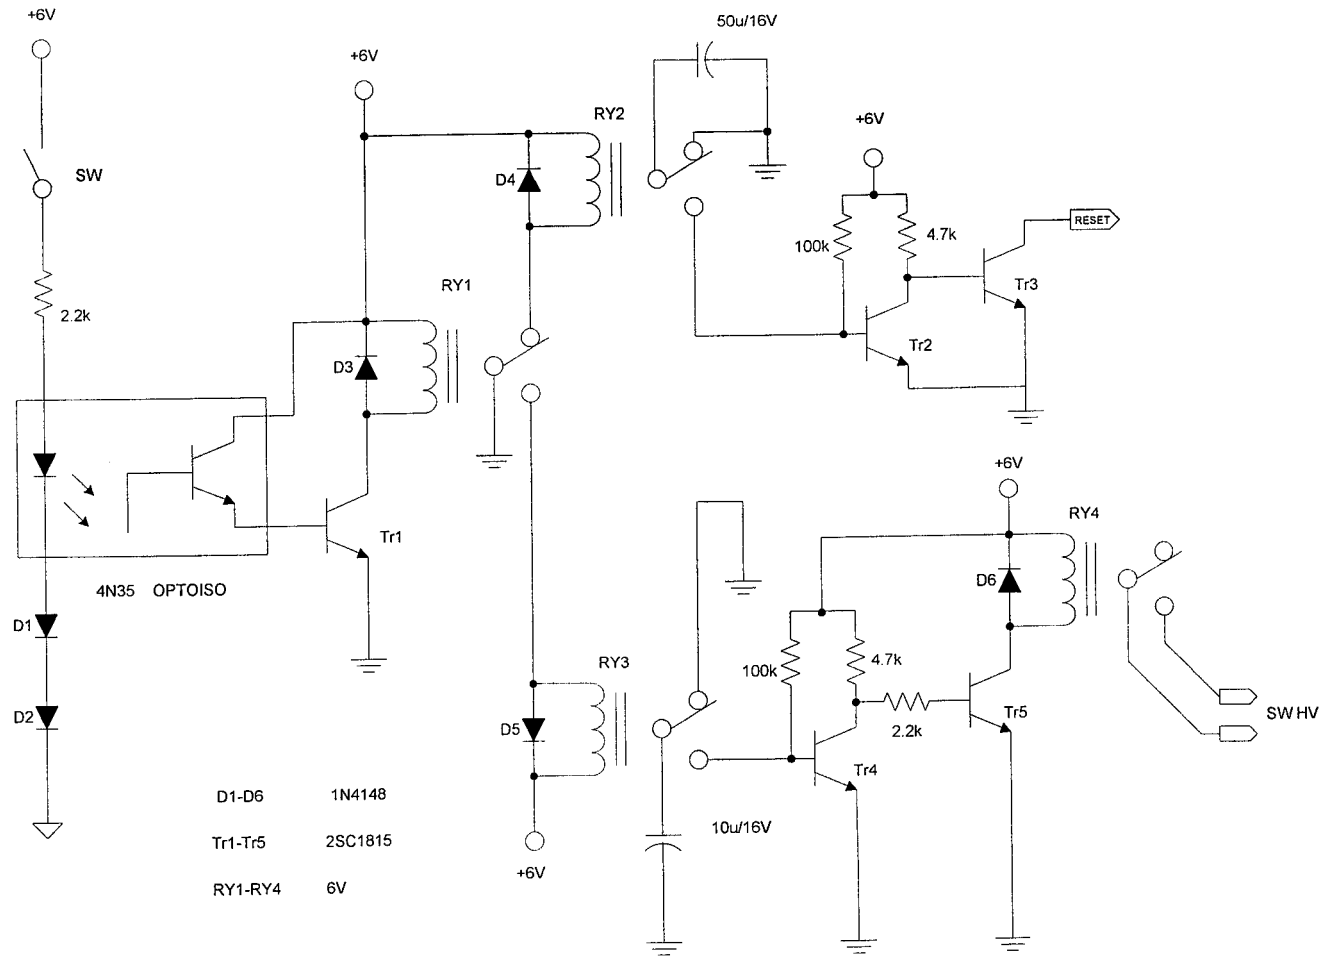 +6V
50u/16V
+6V
RY2
+6V
SW
D4
RESET
100k
4.7k
Tr3
RY1
2.2k
D3
Tr2
+6V
RY4
Tr1
D6
4N35 OPTOISO
D1
RY3
100k
4.7k
D2
D5
2.2k
Tr5
SW HV
Tr4
D1-D6 1N4148
10u/16V
Tr1-Tr5 2SC1815
+6V
RY1-RY4 6V